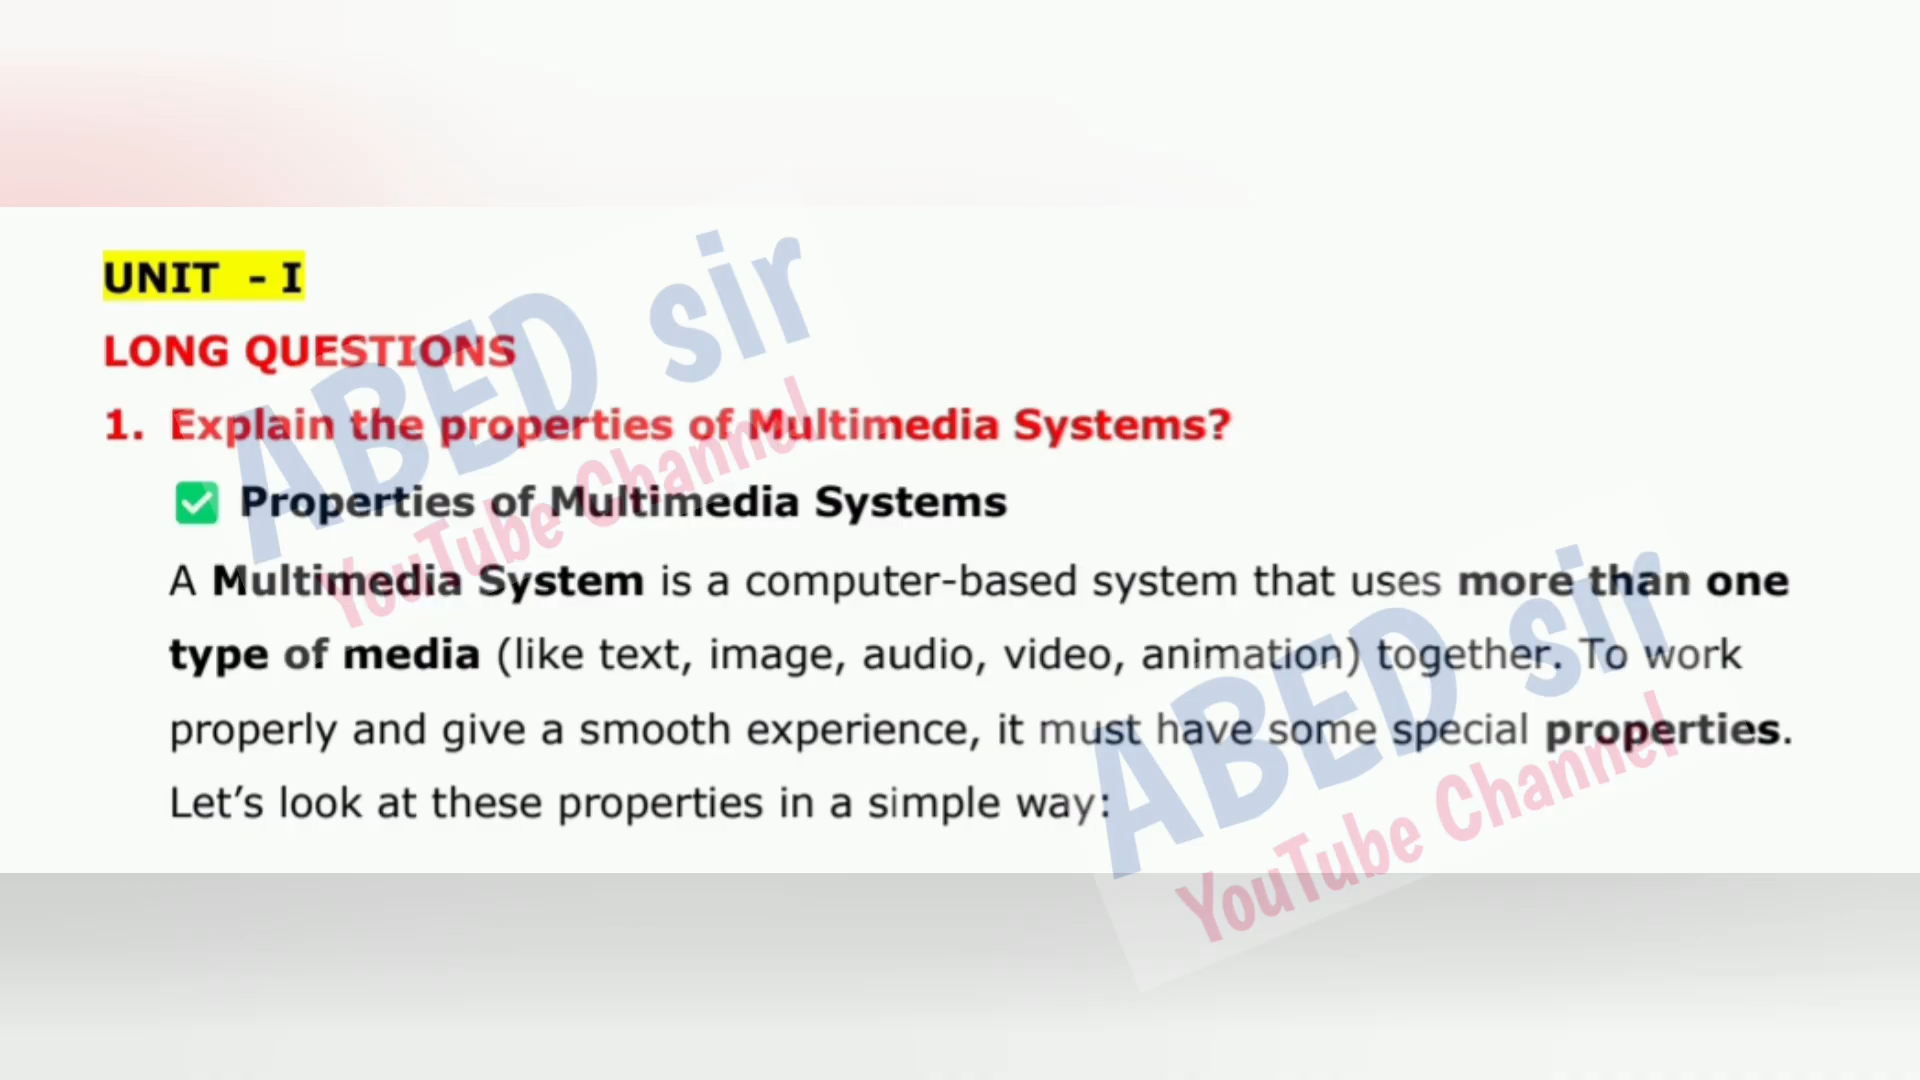 UNIT - I
LONG QUESTIONS
1. Explain the properties of Multimedia Systems?
✅ Properties of Multimedia Systems
A Multimedia System is a computer-based system that uses more than one
type of media (like text, image, audio, video, animation) together. To work
properly and give a smooth experience, it must have some special properties.
Let’s look at these properties in a simple way:
ABED sir
YouTube Channel
ABED sir
YouTube Channel